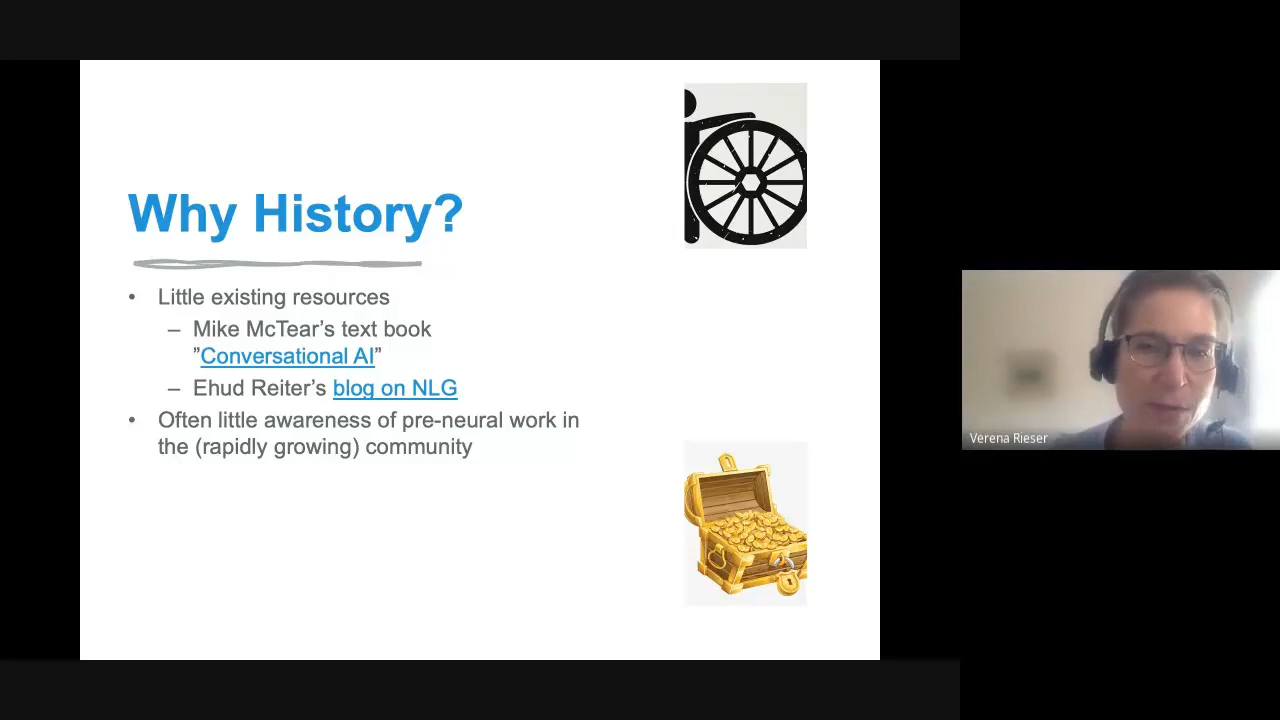 Why History?
• Little existing resources
– Mike McTear’s text book
”Conversational AI”
– Ehud Reiter’s blog on NLG
• Often little awareness of pre-neural work in
the (rapidly growing) community
Verena Rieser